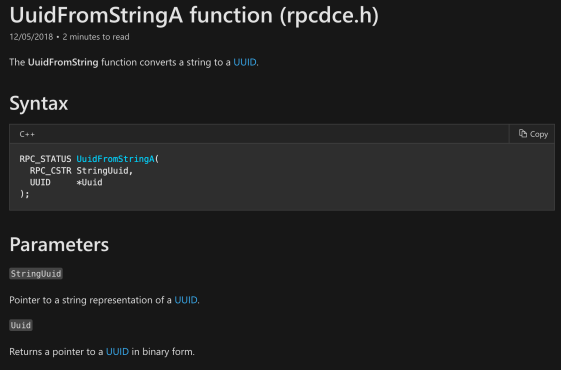 UuidFromStringA function (rpcdce.h)
12/05/2018 • 2 minutes to read
The UuidFromString function converts a string to a UUID.
Syntax
C++
Copy
RPC_STATUS UuidFromStringA(
  RPC_CSTR StringUuid,
  UUID     *Uuid
);
Parameters
StringUuid
Pointer to a string representation of a UUID.
Uuid
Returns a pointer to a UUID in binary form.